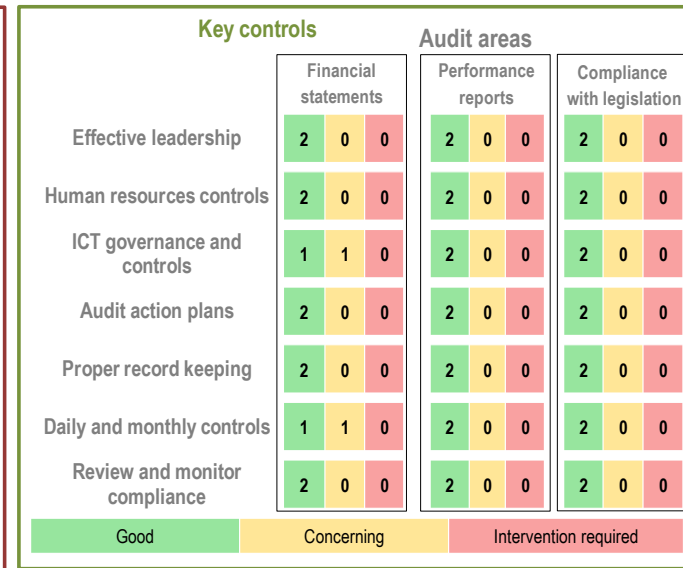 Key controls
Audit areas
Financial statements
Performance reports
Compliance with legislation
Effective leadership 2 0 0 2 0 0 2 0 0
Human resources controls 2 0 0 2 0 0 2 0 0
ICT governance and
controls 1 1 0 2 0 0 2 0 0
Audit action plans 2 0 0 2 0 0 2 0 0
Proper record keeping 2 0 0 2 0 0 2 0 0
Daily and monthly controls 1 1 0 2 0 0 2 0 0
Review and monitor
compliance 2 0 0 2 0 0 2 0 0
Good Concerning Intervention required